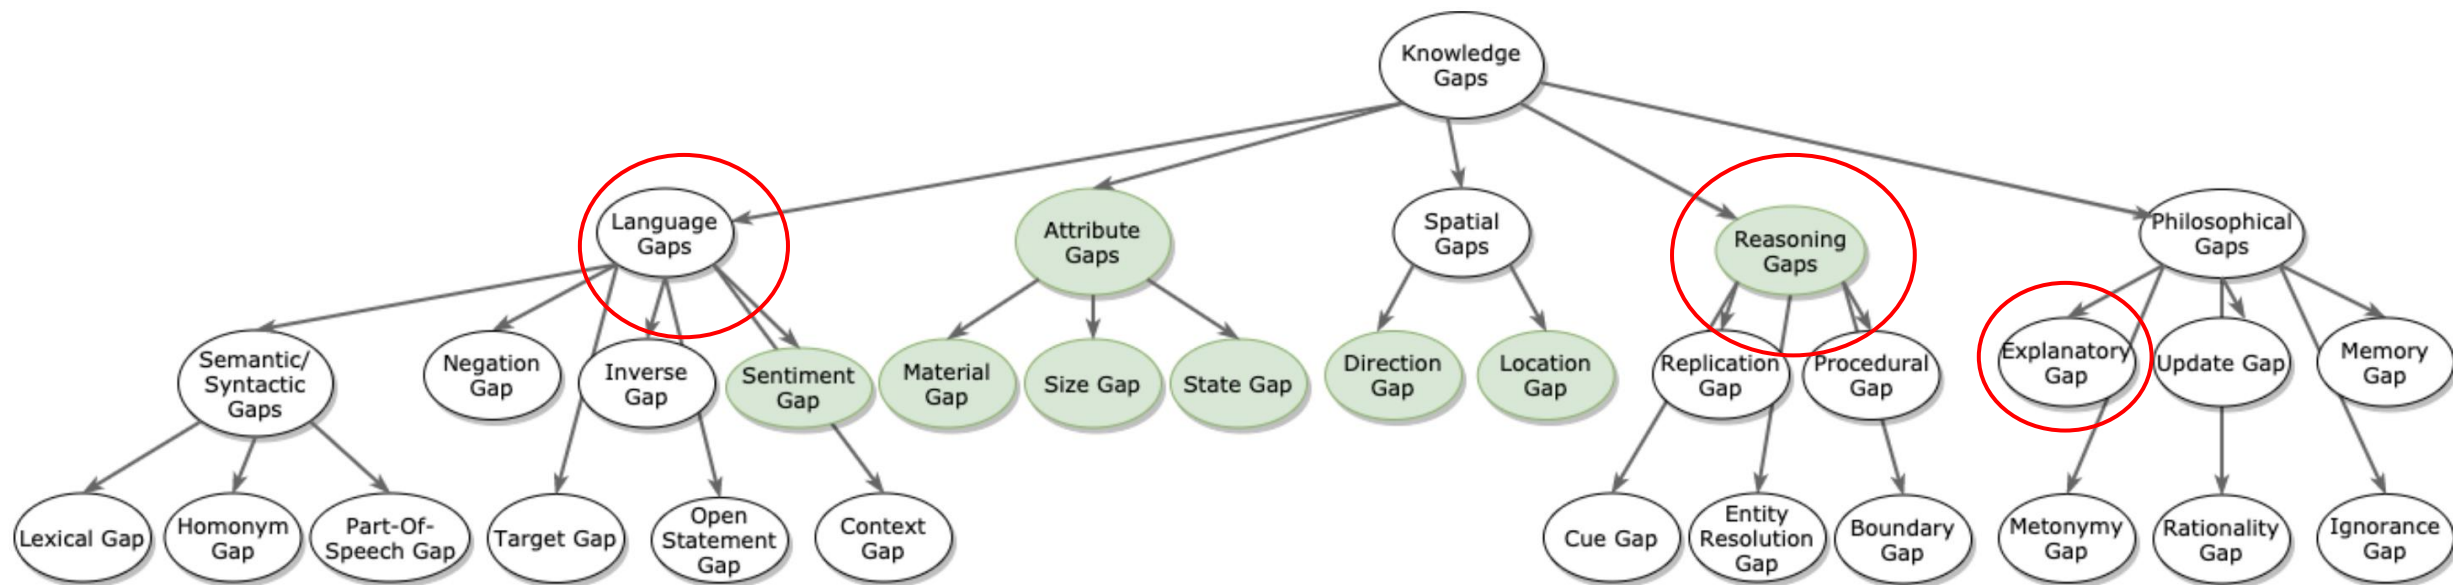 Knowledge
Gaps
Language
Gaps
Attribute
Gaps
Spatial
Gaps
Reasoning
Gaps
Philosophical
Gaps
Semantic/
Syntactic
Gaps
Negation
Gap
Inverse
Gap
Sentiment
Gap
Material
Gap
Size Gap
State Gap
Direction
Gap
Location
Gap
Replication
Gap
Procedural
Gap
Explanatory
Gap
Update Gap
Memory
Gap
Lexical Gap
Homonym
Gap
Part-Of-
Speech Gap
Target Gap
Open
Statement
Gap
Context
Gap
Cue Gap
Entity
Resolution
Gap
Boundary
Gap
Metonymy
Gap
Rationality
Gap
Ignorance
Gap